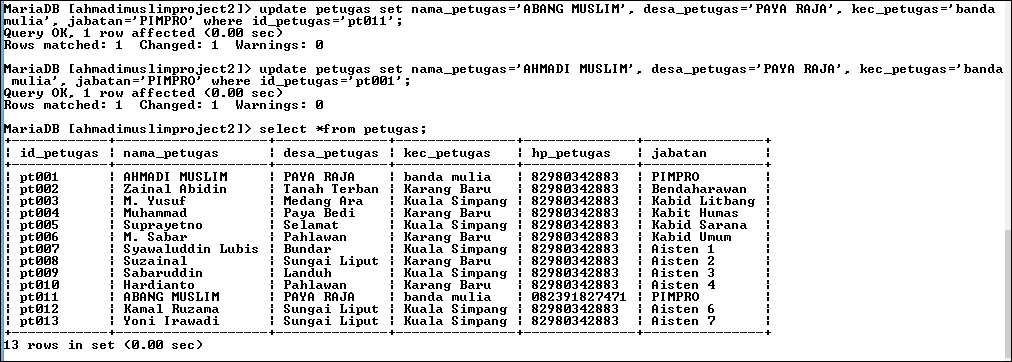 MariaDB [ahmadimuslimproject2]> update petugas set nama_petugas='ABANG MUSLIM', desa_petugas='PAYA RAJA', kec_petugas='banda
 mulia', jabatan='PIMPRO' where id_petugas='pt011';
Query OK, 1 row affected (0.00 sec)
Rows matched: 1  Changed: 1  Warnings: 0
MariaDB [ahmadimuslimproject2]> update petugas set nama_petugas='AHMADI MUSLIM', desa_petugas='PAYA RAJA', kec_petugas='banda
 mulia', jabatan='PIMPRO' where id_petugas='pt001';
Query OK, 1 row affected (0.00 sec)
Rows matched: 1  Changed: 1  Warnings: 0
MariaDB [ahmadimuslimproject2]> select *from petugas;
+------------+-------------------+--------------+---------------+--------------+---------------+
| id_petugas | nama_petugas      | desa_petugas | kec_petugas   | hp_petugas   | jabatan       |
+------------+-------------------+--------------+---------------+--------------+---------------+
| pt001      | AHMADI MUSLIM     | PAYA RAJA    | banda mulia   | 82980342883  | PIMPRO        |
| pt002      | Zainal Abidin     | Tanah Terban | Karang Baru   | 82980342883  | Bendaharawan  |
| pt003      | M. Yusuf          | Medang Ara   | Kuala Simpang | 82980342883  | Kabid Litbang |
| pt004      | Muhammad          | Paya Bedi    | Karang Baru   | 82980342883  | Kabit Humas   |
| pt005      | Suprayetno        | Selamat      | Kuala Simpang | 82980342883  | Kabid Sarana  |
| pt006      | M. Sabar          | Pahlawan     | Karang Baru   | 82980342883  | Kabid Umum    |
| pt007      | Syawaluddin Lubis | Bundar       | Kuala Simpang | 82980342883  | Aisten 1      |
| pt008      | Suzainal          | Sungai Liput | Karang Baru   | 82980342883  | Aisten 2      |
| pt009      | Sabaruddin        | Landuh       | Kuala Simpang | 82980342883  | Aisten 3      |
| pt010      | Hardianto         | Pahlawan     | Karang Baru   | 82980342883  | Aisten 4      |
| pt011      | ABANG MUSLIM      | PAYA RAJA    | banda mulia   | 082391827471 | PIMPRO        |
| pt012      | Kamal Ruzama      | Sungai Liput | Kuala Simpang | 82980342883  | Aisten 6      |
| pt013      | Yoni Irawadi      | Sungai Liput | Kuala Simpang | 82980342883  | Aisten 7      |
+------------+-------------------+--------------+---------------+--------------+---------------+
13 rows in set (0.00 sec)